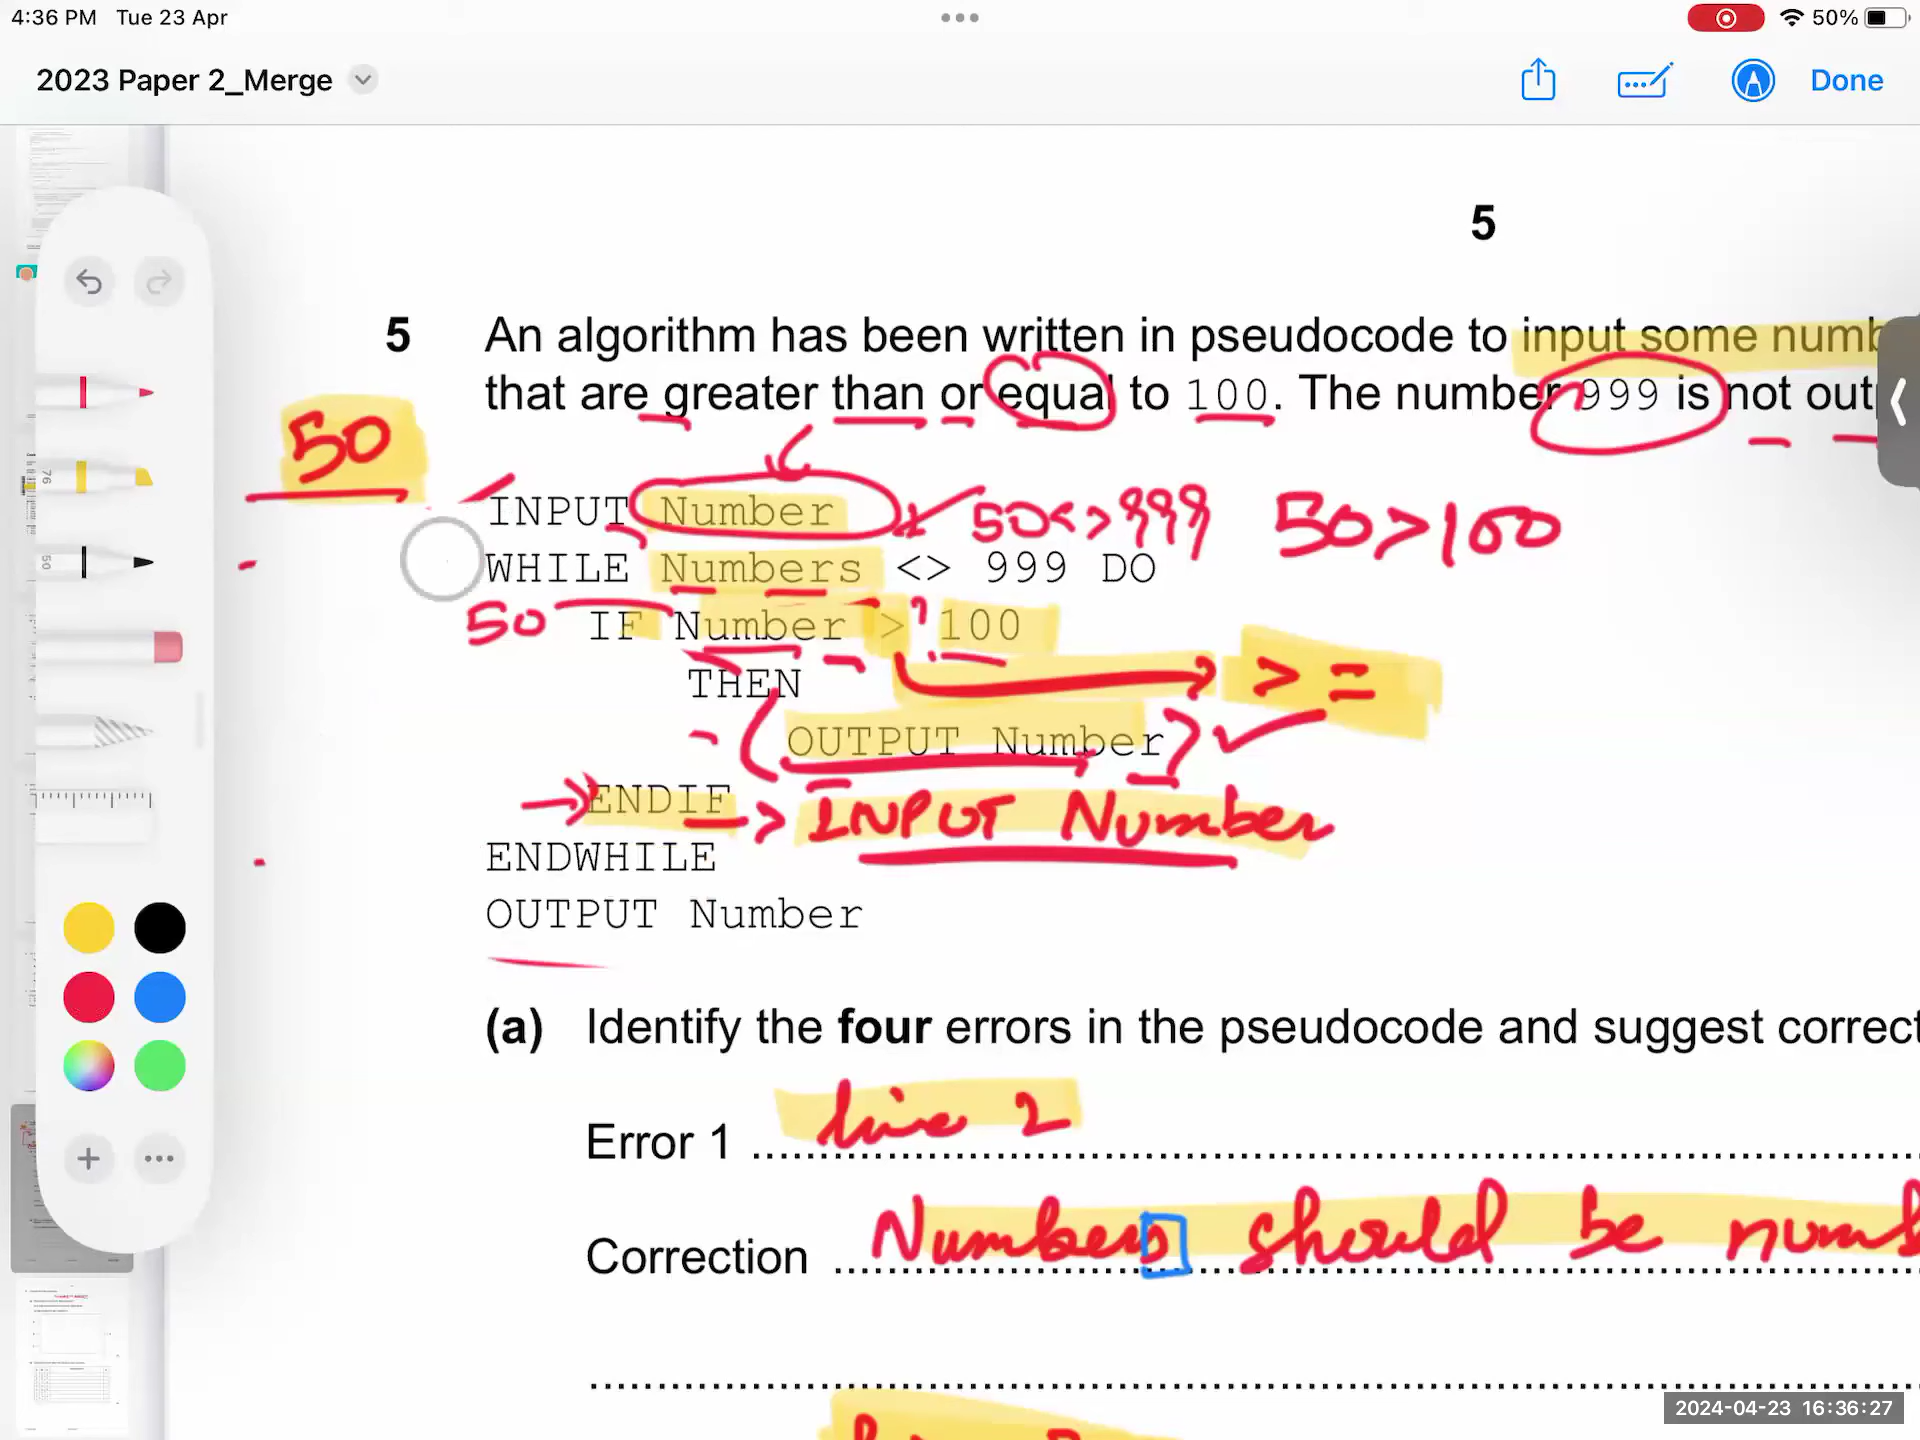 4:36 PM Tue 23 Apr
50%
2023 Paper 2_Merge
Done
5
5 An algorithm has been written in pseudocode to input some numb
that are greater than or equal to 100. The number 999 is not out
50
INPUT Number 50<>999 50>100
WHILE Numbers <> 999 DO
50 IF Number > ? 100
THEN >=
OUTPUT Number
ENDIF > INPUT Number
ENDWHILE
OUTPUT Number
(a) Identify the four errors in the pseudocode and suggest correct
Error 1 line 2
Correction Numbers should be numb
76
50
2024-04-23 16:36:27